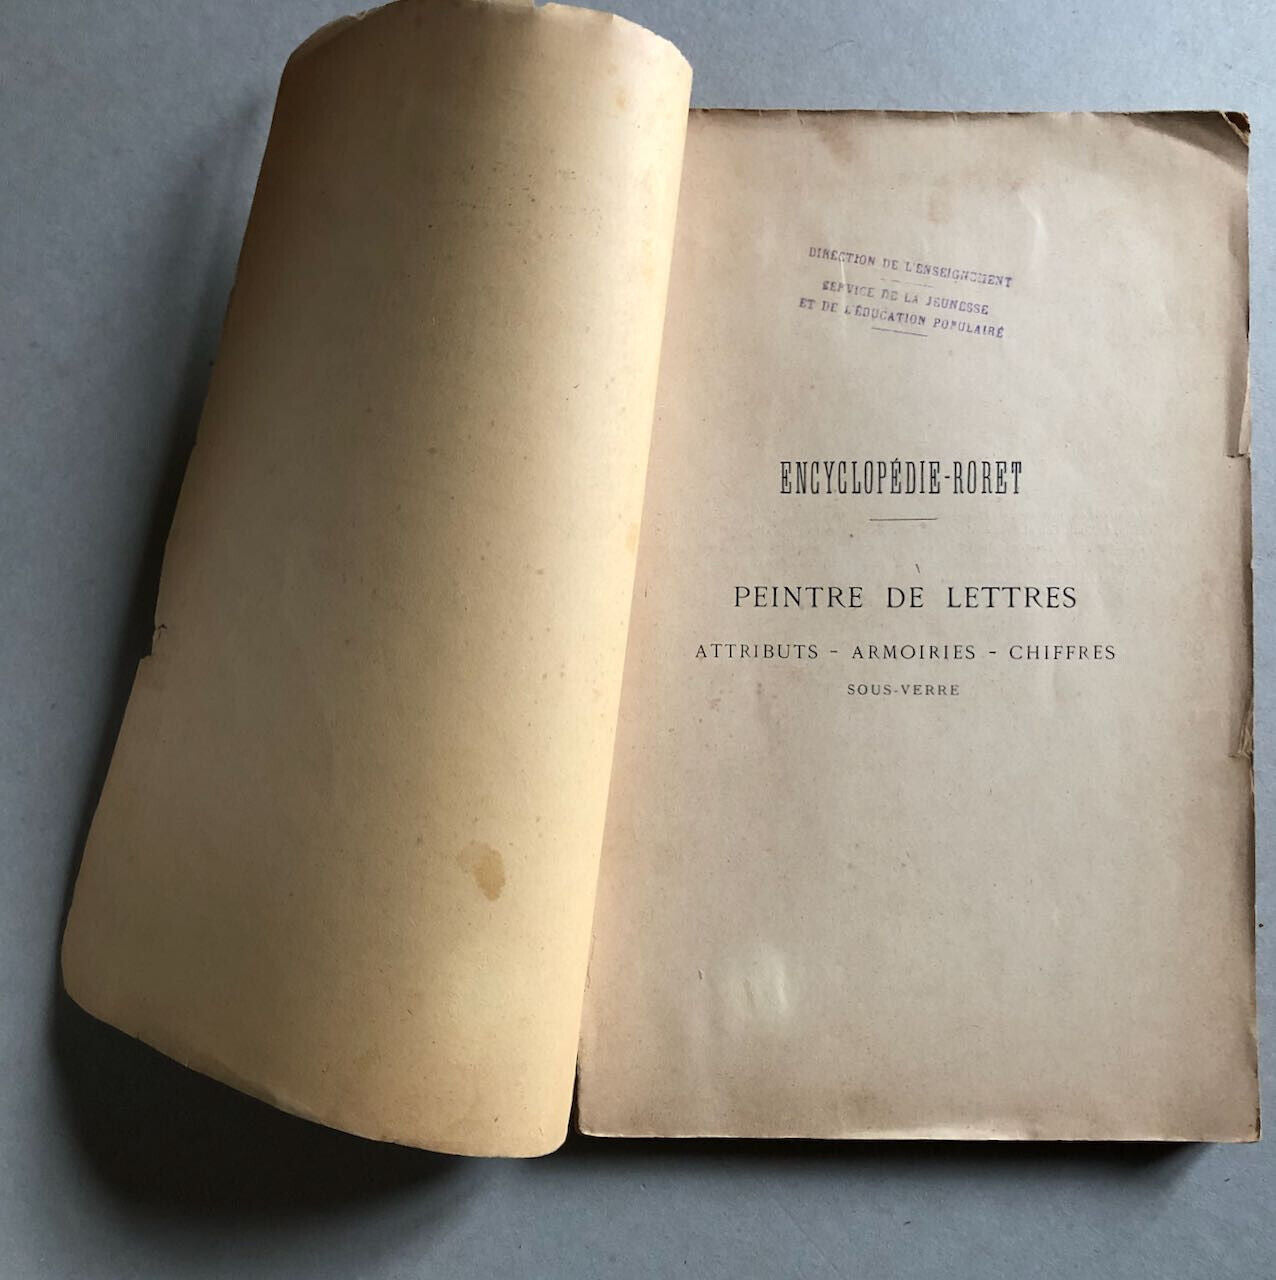 DIRECTION DE L'ENSEIGNEMENT
SERVICE DE LA JEUNESSE
ET DE L'ÉDUCATION POPULAIRE
ENCYCLOPÉDIE-RORET
PEINTRE DE LETTRES
ATTRIBUTS - ARMOIRIES - CHIFFRES
SOUS-VERRE